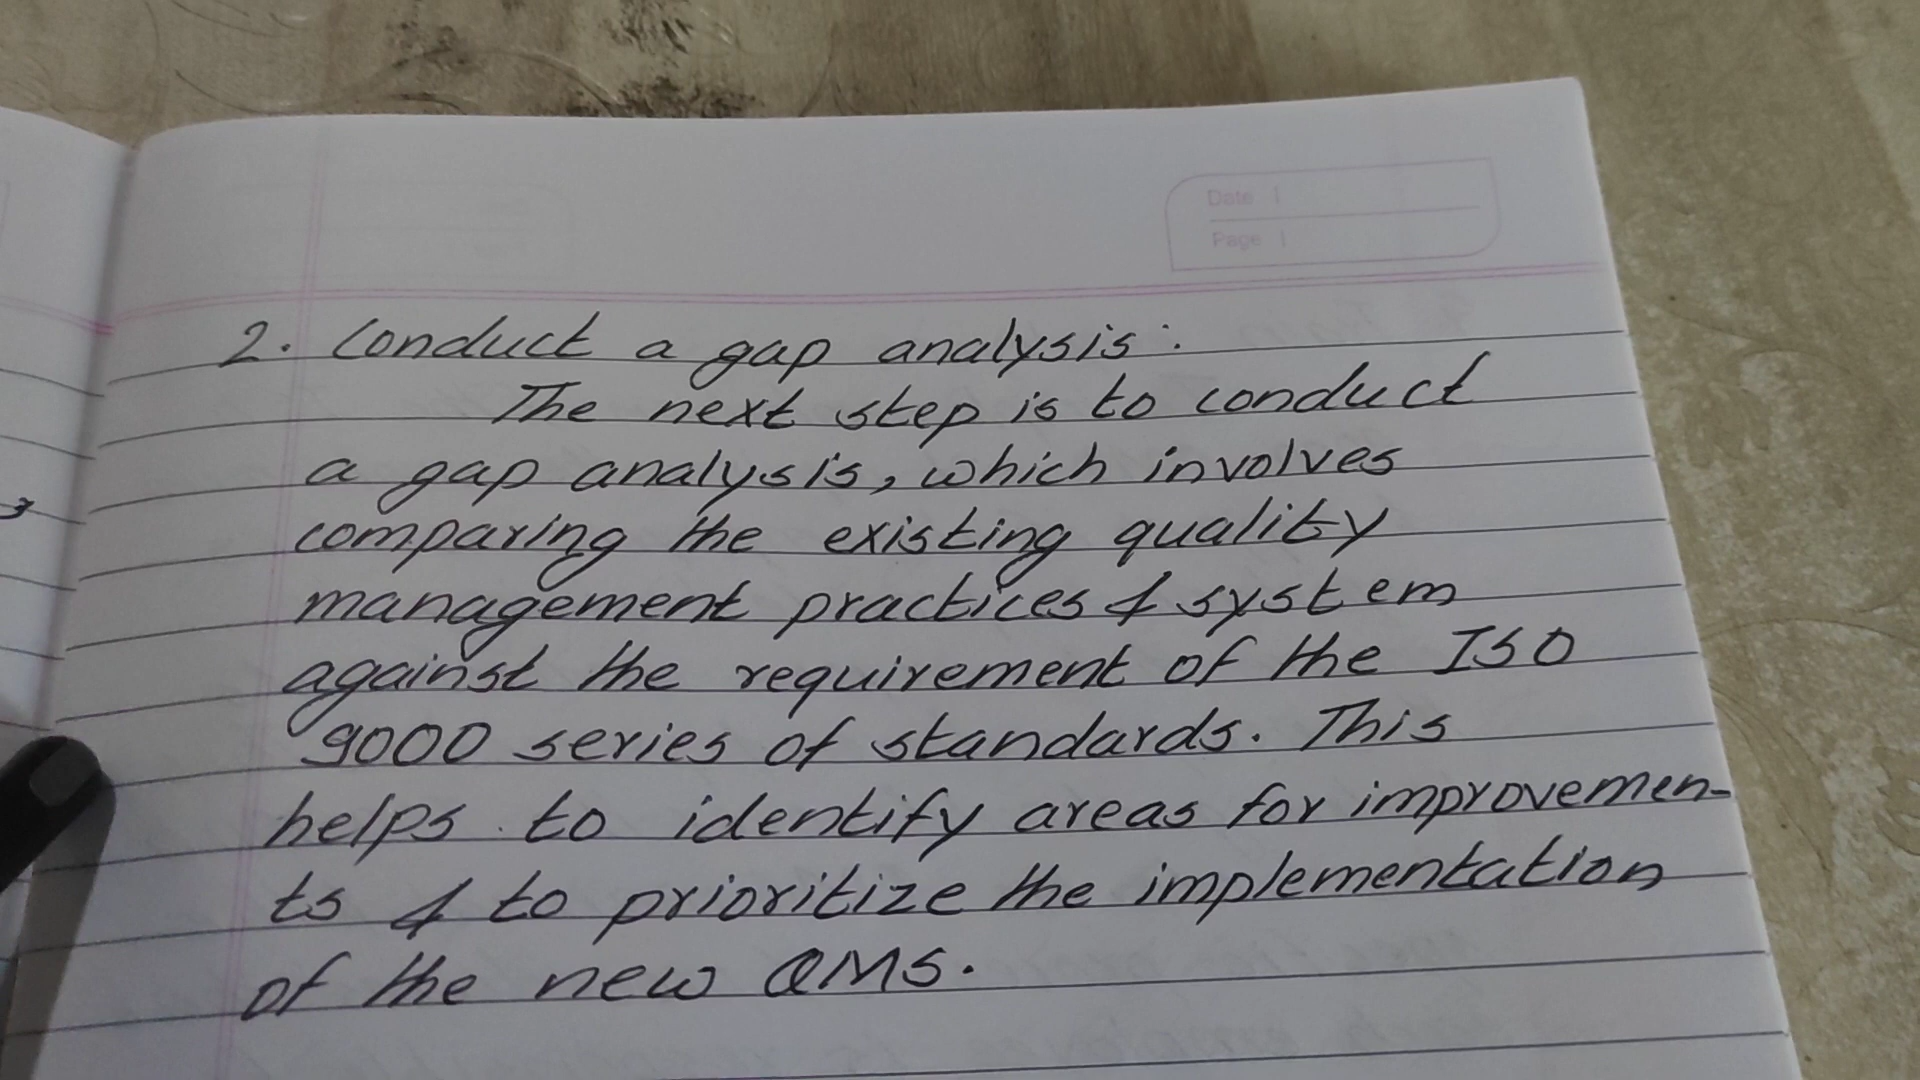 Date |
Page |
2. Conduct a gap analysis:
The next step is to conduct
a gap analysis, which involves
comparing the existing quality
management practices & system
against the requirement of the ISO
9000 series of standards. This
helps to identify areas for improvemen-
ts & to prioritize the implementation
of the new QMS.